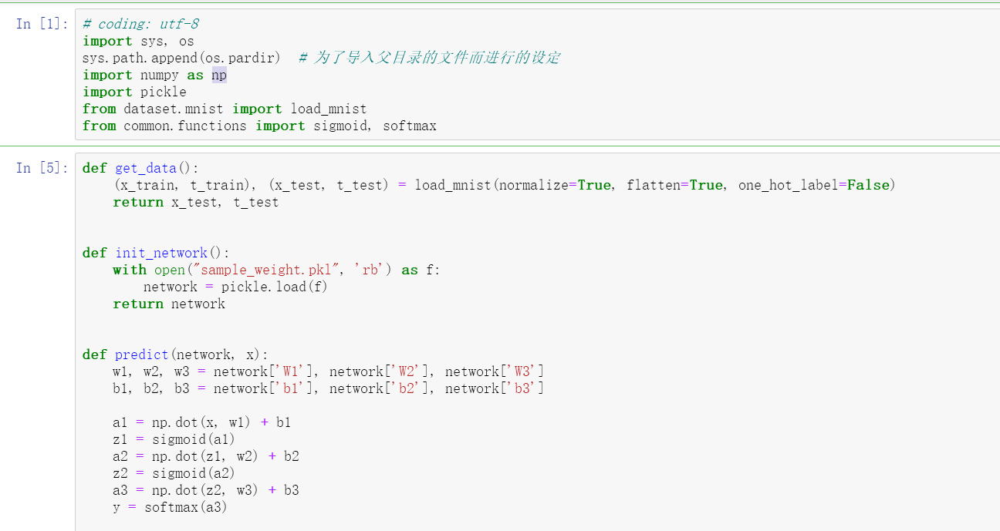 In [1]:
# coding: utf-8
import sys, os
sys.path.append(os.pardir)  # 为了导入父目录的文件而进行的设定
import numpy as np
import pickle
from dataset.mnist import load_mnist
from common.functions import sigmoid, softmax
In [5]:
def get_data():
    (x_train, t_train), (x_test, t_test) = load_mnist(normalize=True, flatten=True, one_hot_label=False)
    return x_test, t_test
def init_network():
    with open("sample_weight.pkl", 'rb') as f:
        network = pickle.load(f)
    return network
def predict(network, x):
    w1, w2, w3 = network['W1'], network['W2'], network['W3']
    b1, b2, b3 = network['b1'], network['b2'], network['b3']
    a1 = np.dot(x, w1) + b1
    z1 = sigmoid(a1)
    a2 = np.dot(z1, w2) + b2
    z2 = sigmoid(a2)
    a3 = np.dot(z2, w3) + b3
    y = softmax(a3)